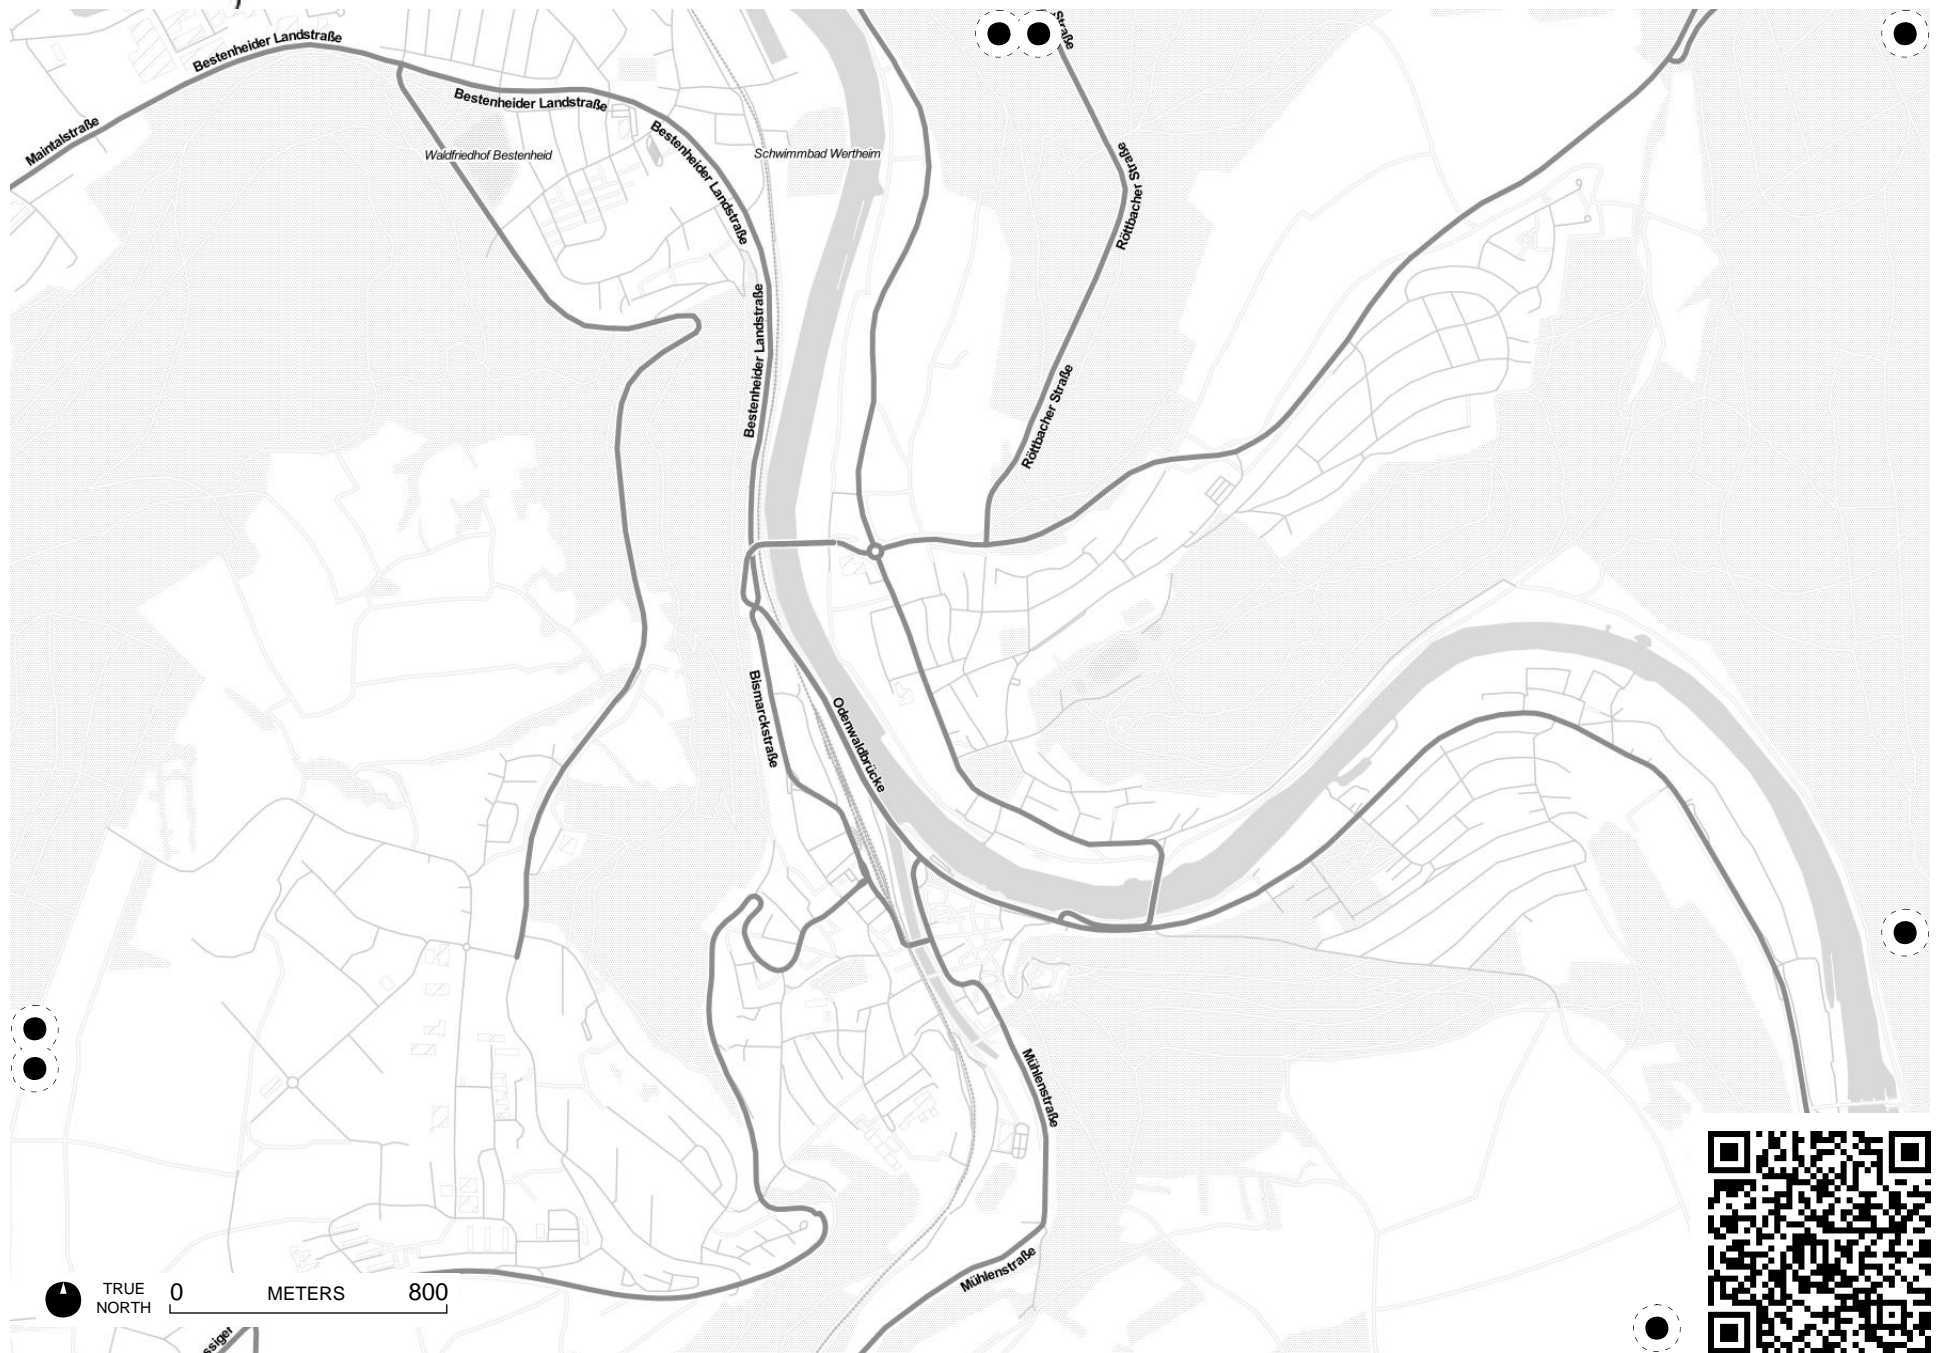 Straße
Bestenheider Landstraße
Bestenheider Landstraße
Maintalstraße
Bestenheider Landstraße
Waldfriedhof Bestenheid
Schwimmbad Wertheim
Röttbacher Straße
Bestenheider Landstraße
Röttbacher Straße
Bismarckstraße
Odenwaldbrücke
Mühlenstraße
Mühlenstraße
TRUE
NORTH
0 METERS 800